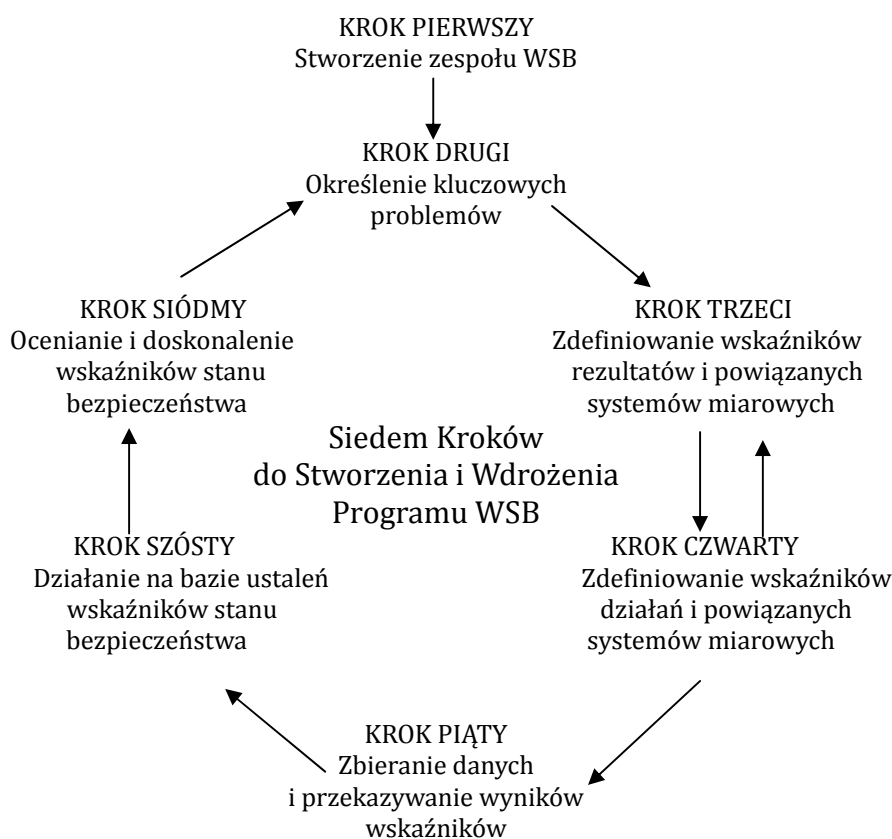 KROK PIERWSZY
Stworzenie zespołu WSB
KROK DRUGI
Określenie kluczowych
problemów
KROK TRZECI
Zdefiniowanie wskaźników
rezultatów i powiązanych
systemów miarowych
KROK CZWARTY
Zdefiniowanie wskaźników
działań i powiązanych
systemów miarowych
KROK PIĄTY
Zbieranie danych
i przekazywanie wyników
wskaźników
KROK SZÓSTY
Działanie na bazie ustaleń
wskaźników stanu
bezpieczeństwa
KROK SIÓDMY
Ocenianie i doskonalenie
wskaźników stanu
bezpieczeństwa
Siedem Kroków
do Stworzenia i Wdrożenia
Programu WSB